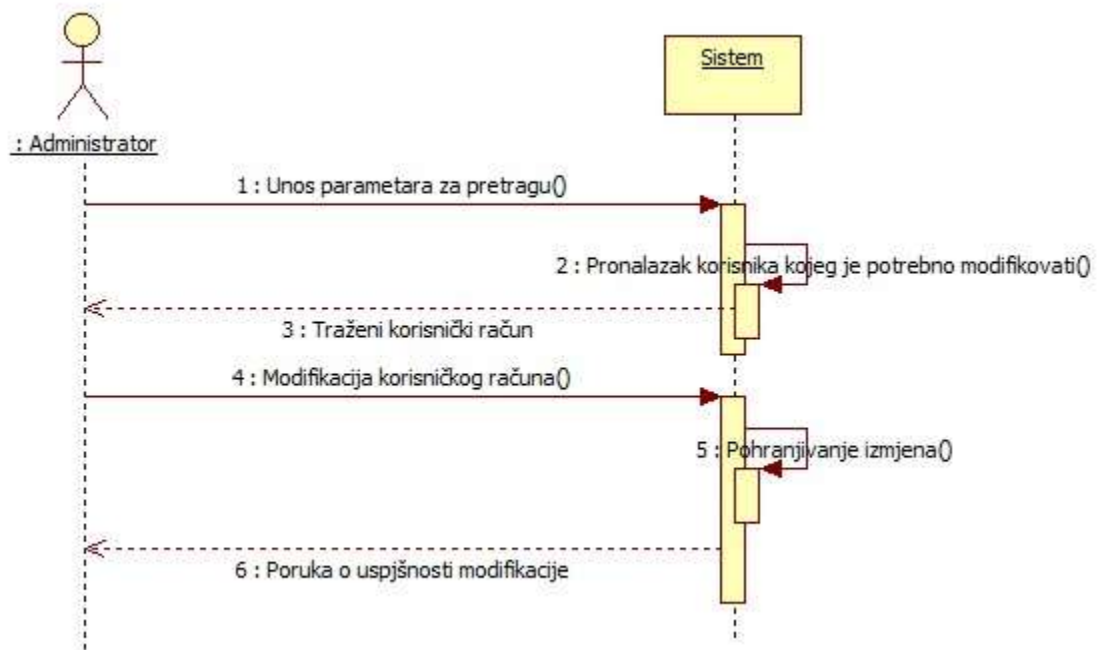 Sistem
: Administrator
1 : Unos parametara za pretragu()
2 : Pronalazak korisnika kojeg je potrebno modifikovati()
3 : Traženi korisnički račun
4 : Modifikacija korisničkog računa()
5 : Pohranjivanje izmjena()
6 : Poruka o uspjšnosti modifikacije